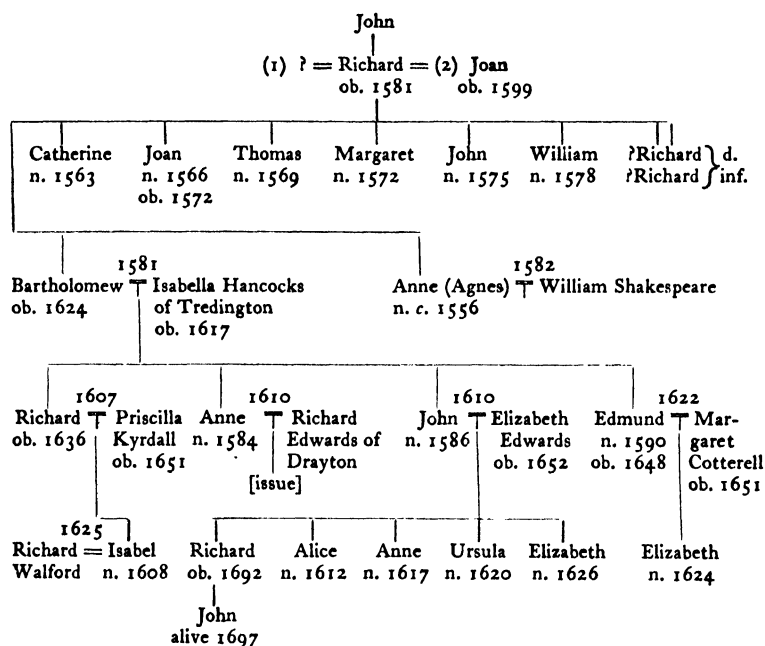 John
(1) ? = Richard = (2) Joan
ob. 1581 ob. 1599
Catherine Joan Thomas Margaret John William ?Richard } d.
n. 1563 n. 1566 n. 1569 n. 1572 n. 1575 n. 1578 ?Richard } inf.
ob. 1572
1581 1582
Bartholomew Isabella Hancocks Anne (Agnes) William Shakespeare
ob. 1624 of Tredington n. c. 1556
ob. 1617
1607 1610 1610 1622
Richard Priscilla Anne Richard John Elizabeth Edmund Mar-
ob. 1636 Kyrdall n. 1584 Edwards of n. 1586 Edwards n. 1590 garet
ob. 1651 Drayton ob. 1652 ob. 1648 Cotterell
[issue] ob. 1651
1625
Richard = Isabel Richard Alice Anne Ursula Elizabeth Elizabeth
Walford n. 1608 ob. 1692 n. 1612 n. 1617 n. 1620 n. 1626 n. 1624
John
alive 1697